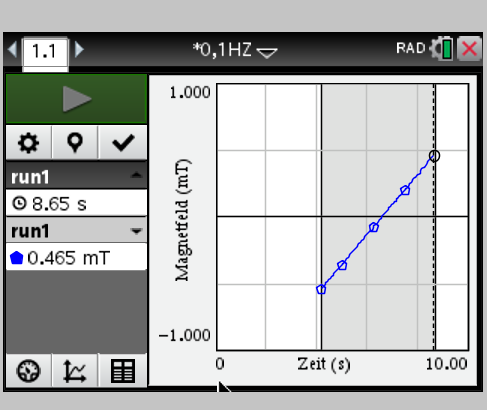 1.1
*0,1HZ
RAD
run1
8.65 s
run1
0.465 mT
1.000
Magnetfeld (mT)
-1.000
0
Zeit (s)
10.00